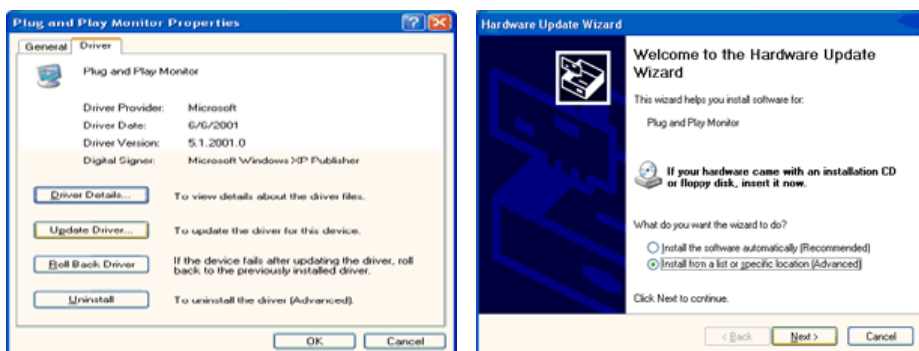 Plug and Play Monitor Properties
General
Driver
Plug and Play Monitor
Driver Provider: Microsoft
Driver Date: 6/6/2001
Driver Version: 5.1.2001.0
Digital Signer: Microsoft Windows XP Publisher
Driver Details...
To view details about the driver files.
Update Driver...
To update the driver for this device.
Roll Back Driver
If the device fails after updating the driver, roll
back to the previously installed driver.
Uninstall
To uninstall the driver (Advanced).
OK
Cancel
Hardware Update Wizard
Welcome to the Hardware Update
Wizard
This wizard helps you install software for:
Plug and Play Monitor
If your hardware came with an installation CD
or floppy disk, insert it now.
What do you want the wizard to do?
Install the software automatically (Recommended)
Install from a list or specific location (Advanced)
Click Next to continue.
< Back
Next >
Cancel